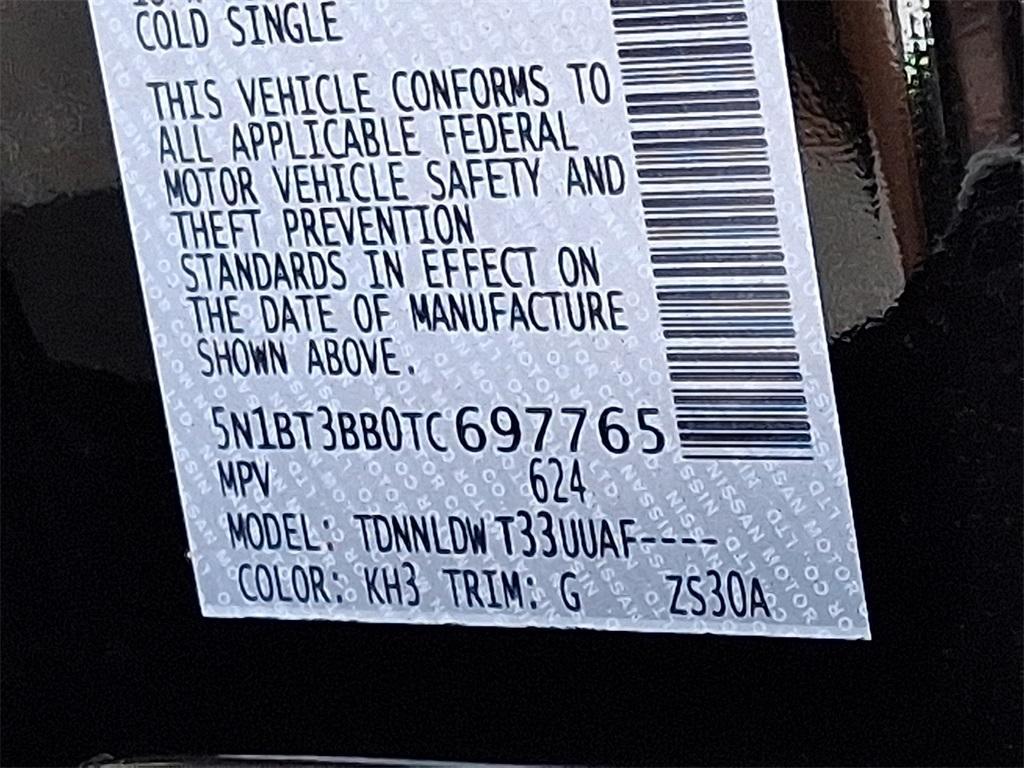 COLD SINGLE
THIS VEHICLE CONFORMS TO
ALL APPLICABLE FEDERAL
MOTOR VEHICLE SAFETY AND
THEFT PREVENTION
STANDARDS IN EFFECT ON
THE DATE OF MANUFACTURE
SHOWN ABOVE.
5N1BT3BB0TC697765
MPV 624
MODEL: TDNNLDW T33UUAF----
COLOR: KH3 TRIM: G ZS30A